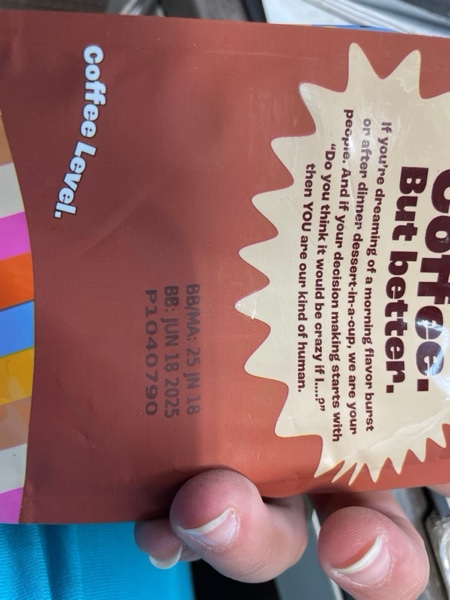 Coffee.
But better.
If you're dreaming of a morning flavor burst
or after dinner dessert-in-a-cup, we are your
people. And if your decision making starts with
"Do you think it would be crazy if I....?"
then YOU are our kind of human.
BB/MA: 25 JN 18
BB: JUN 18 2025
P1040790
Coffee Level.